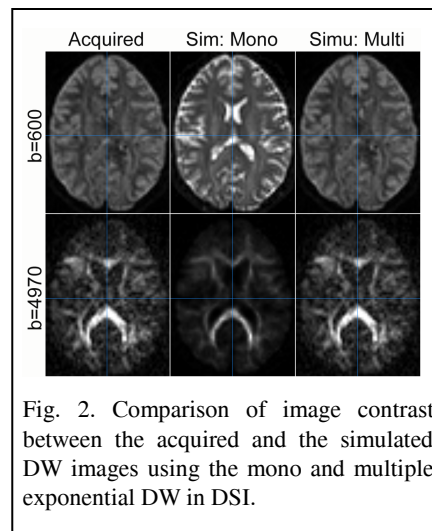 Acquired Sim: Mono Simu: Multi
b=600
b=4970
Fig. 2. Comparison of image contrast
between the acquired and the simulated
DW images using the mono and multiple
exponential DW in DSI.